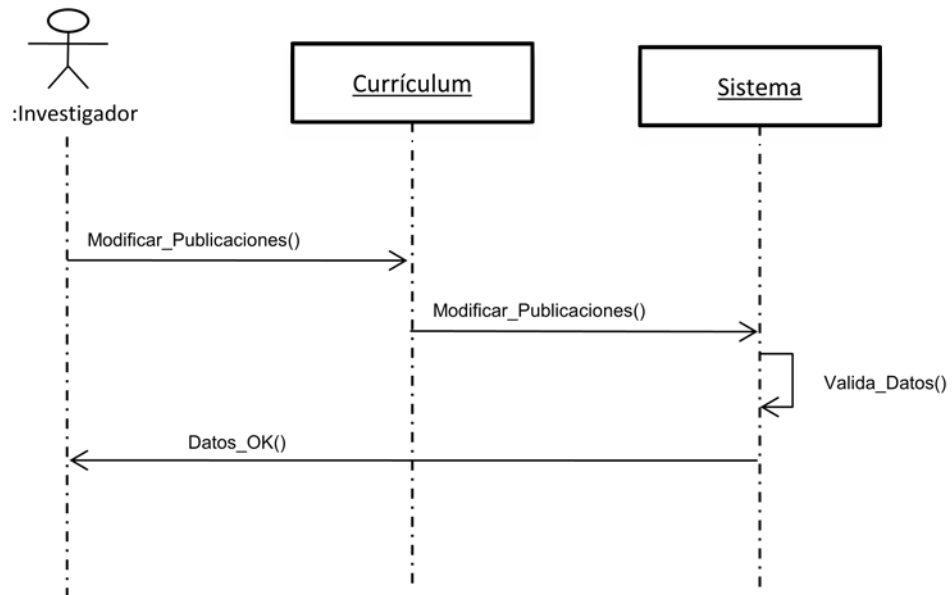 :Investigador
Currículum
Sistema
Modificar_Publicaciones()
Modificar_Publicaciones()
Valida_Datos()
Datos_OK()